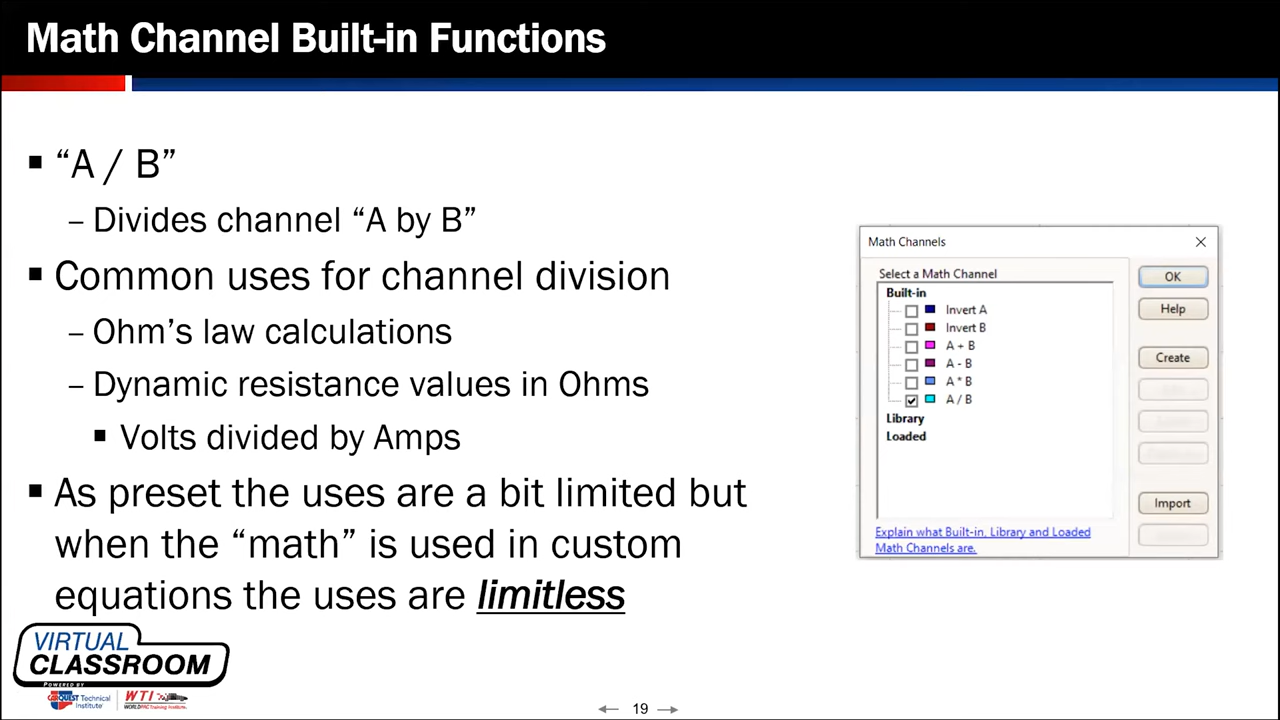 Math Channel Built-in Functions
▪ “A / B”
– Divides channel “A by B”
▪ Common uses for channel division
– Ohm’s law calculations
– Dynamic resistance values in Ohms
▪ Volts divided by Amps
▪ As preset the uses are a bit limited but
when the “math” is used in custom
equations the uses are limitless
Math Channels
Select a Math Channel
Built-in
Invert A
Invert B
A + B
A - B
A * B
A / B
Library
Loaded
Explain what Built-in, Library and Loaded
Math Channels are.
OK
Help
Create
Import
VIRTUAL
CLASSROOM
POWERED BY
CARQUEST Technical
Institute
WTI
WORLDPAC Training Institute
19